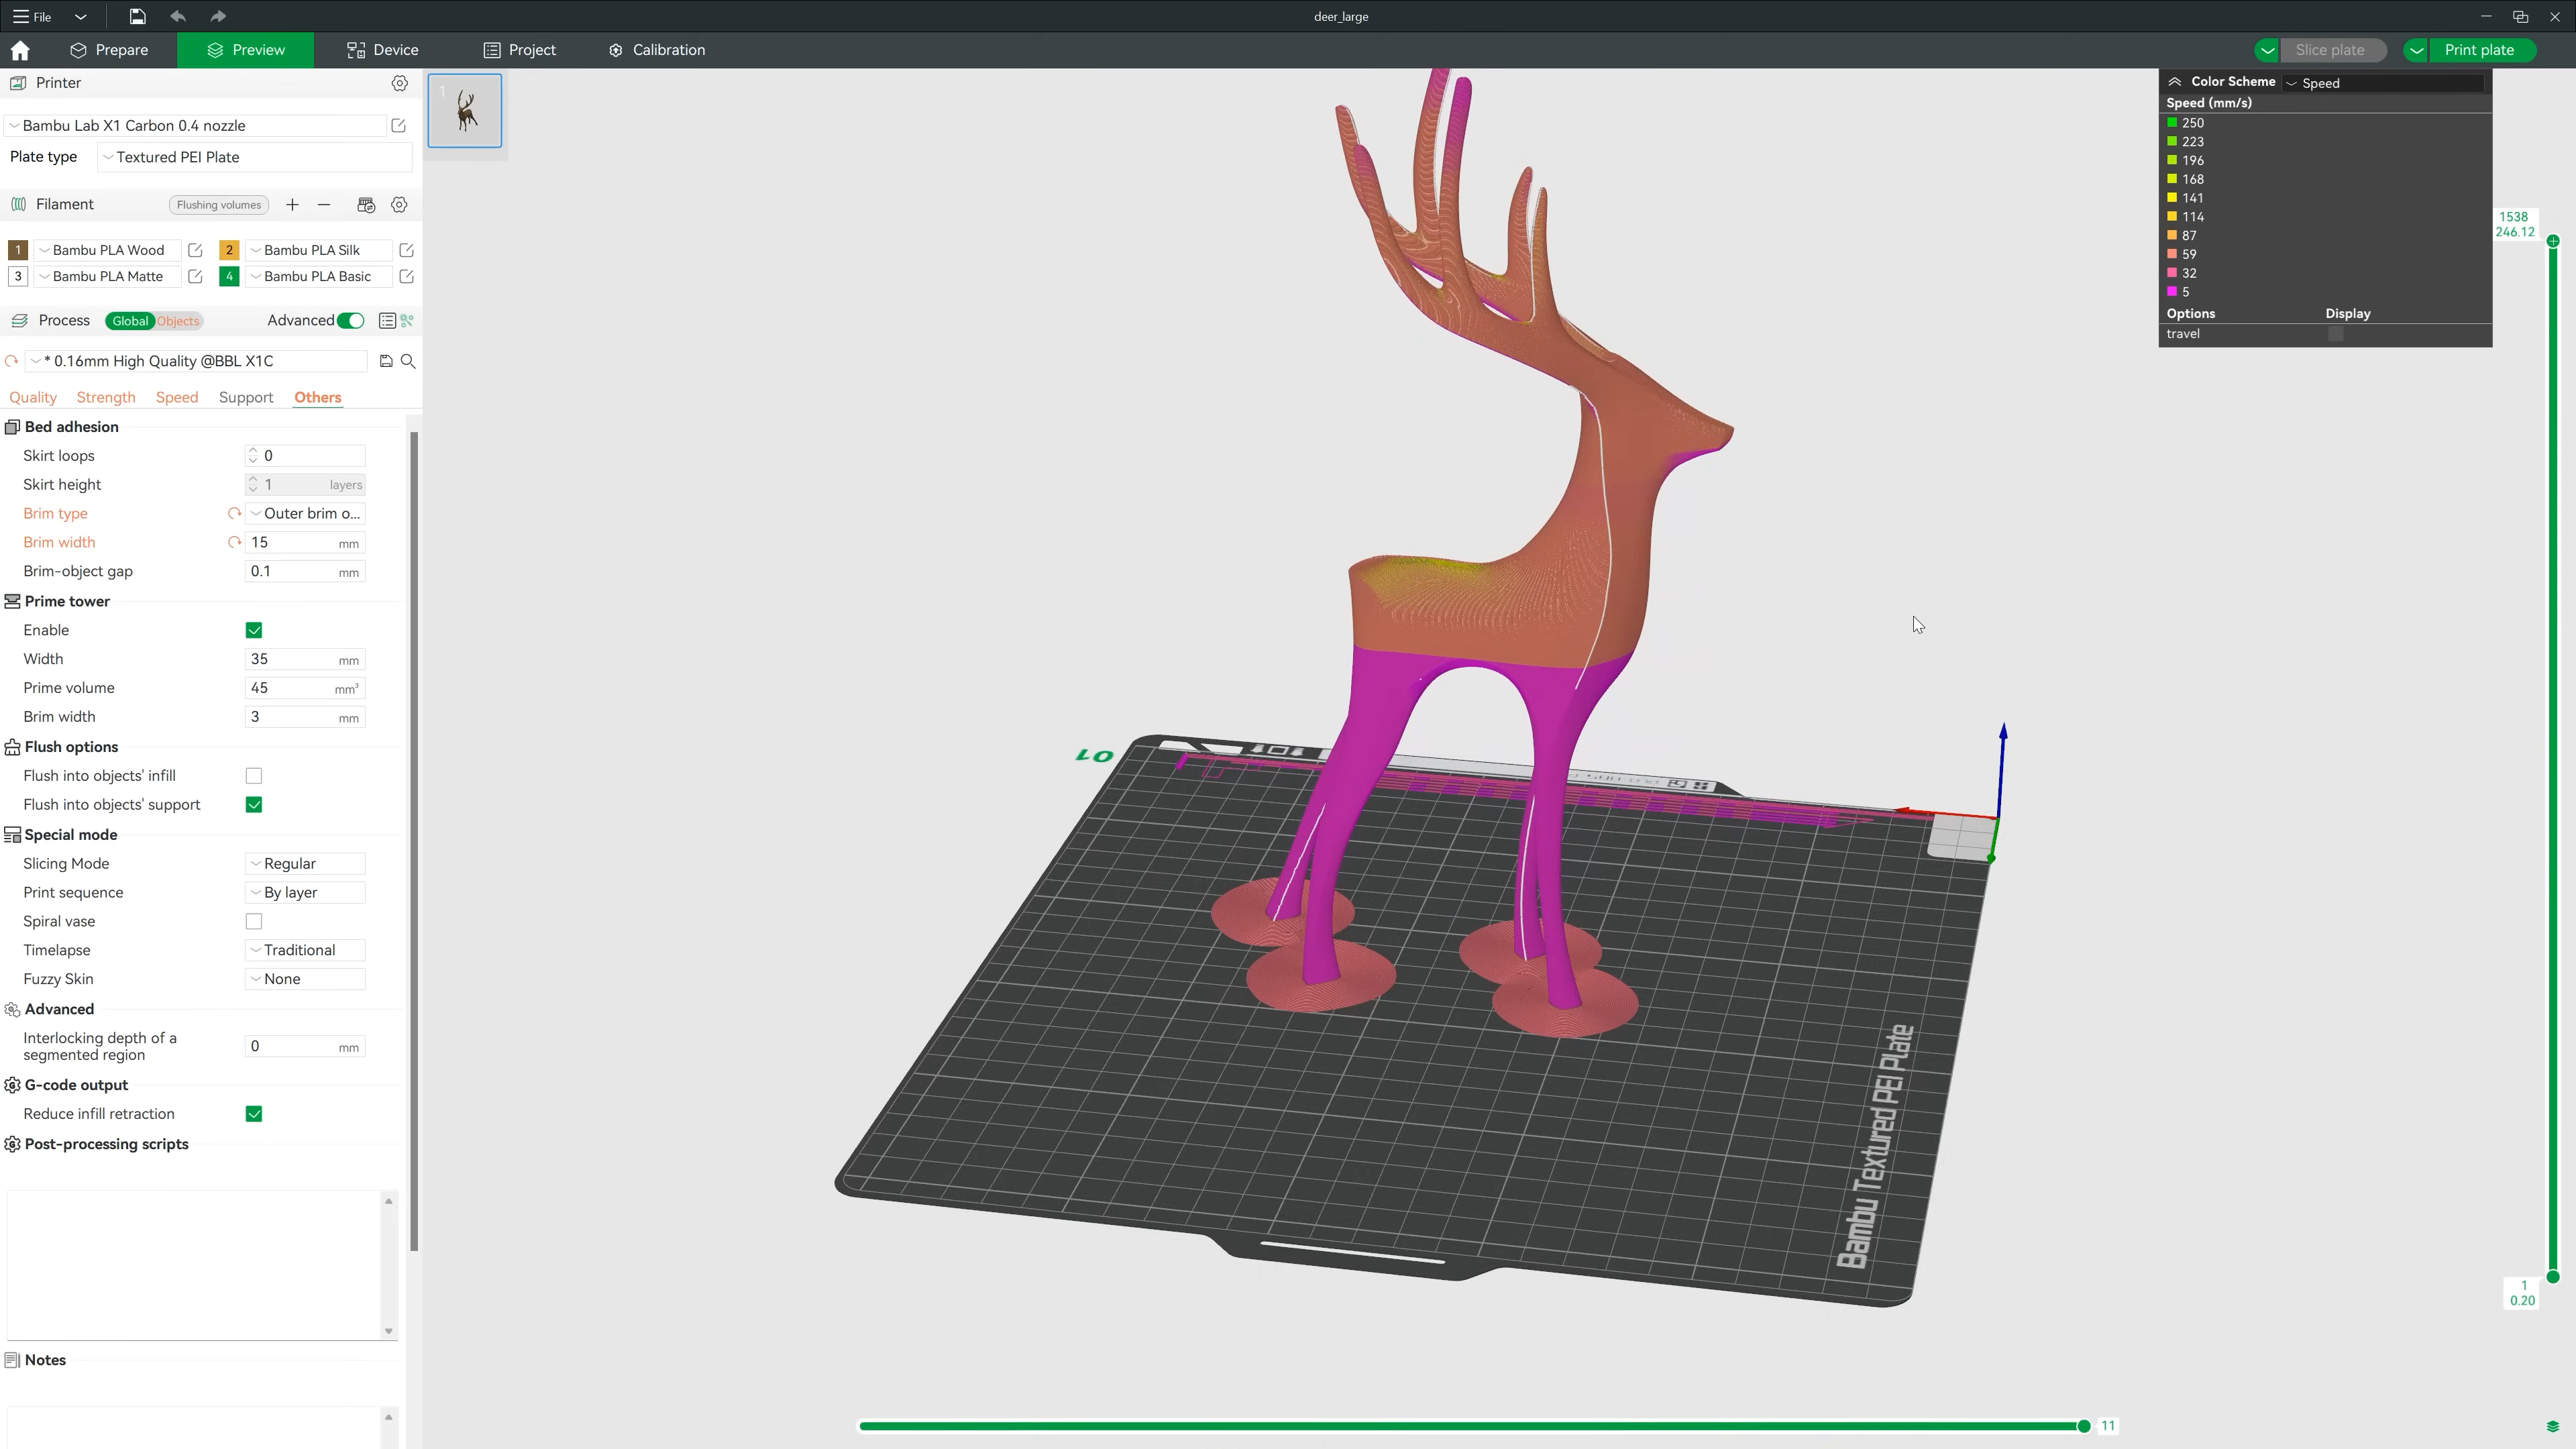 File
deer_large
Prepare
Preview
Device
Project
Calibration
Slice plate
Print plate
Printer
Bambu Lab X1 Carbon 0.4 nozzle
Plate type
Textured PEI Plate
Filament
Flushing volumes
1
Bambu PLA Wood
2
Bambu PLA Silk
3
Bambu PLA Matte
4
Bambu PLA Basic
Process
Global
Objects
Advanced
* 0.16mm High Quality @BBL X1C
Quality
Strength
Speed
Support
Others
Bed adhesion
Skirt loops
0
Skirt height
1 layers
Brim type
Outer brim o...
Brim width
15 mm
Brim-object gap
0.1 mm
Prime tower
Enable
Width
35 mm
Prime volume
45 mm³
Brim width
3 mm
Flush options
Flush into objects' infill
Flush into objects' support
Special mode
Slicing Mode
Regular
Print sequence
By layer
Spiral vase
Timelapse
Traditional
Fuzzy Skin
None
Advanced
Interlocking depth of a
segmented region
0 mm
G-code output
Reduce infill retraction
Post-processing scripts
Notes
1
01
Bambu Textured PEI Plate
Color Scheme
Speed
Speed (mm/s)
250
223
196
168
141
114
87
59
32
5
Options
Display
travel
1538
246.12
1
0.20
11